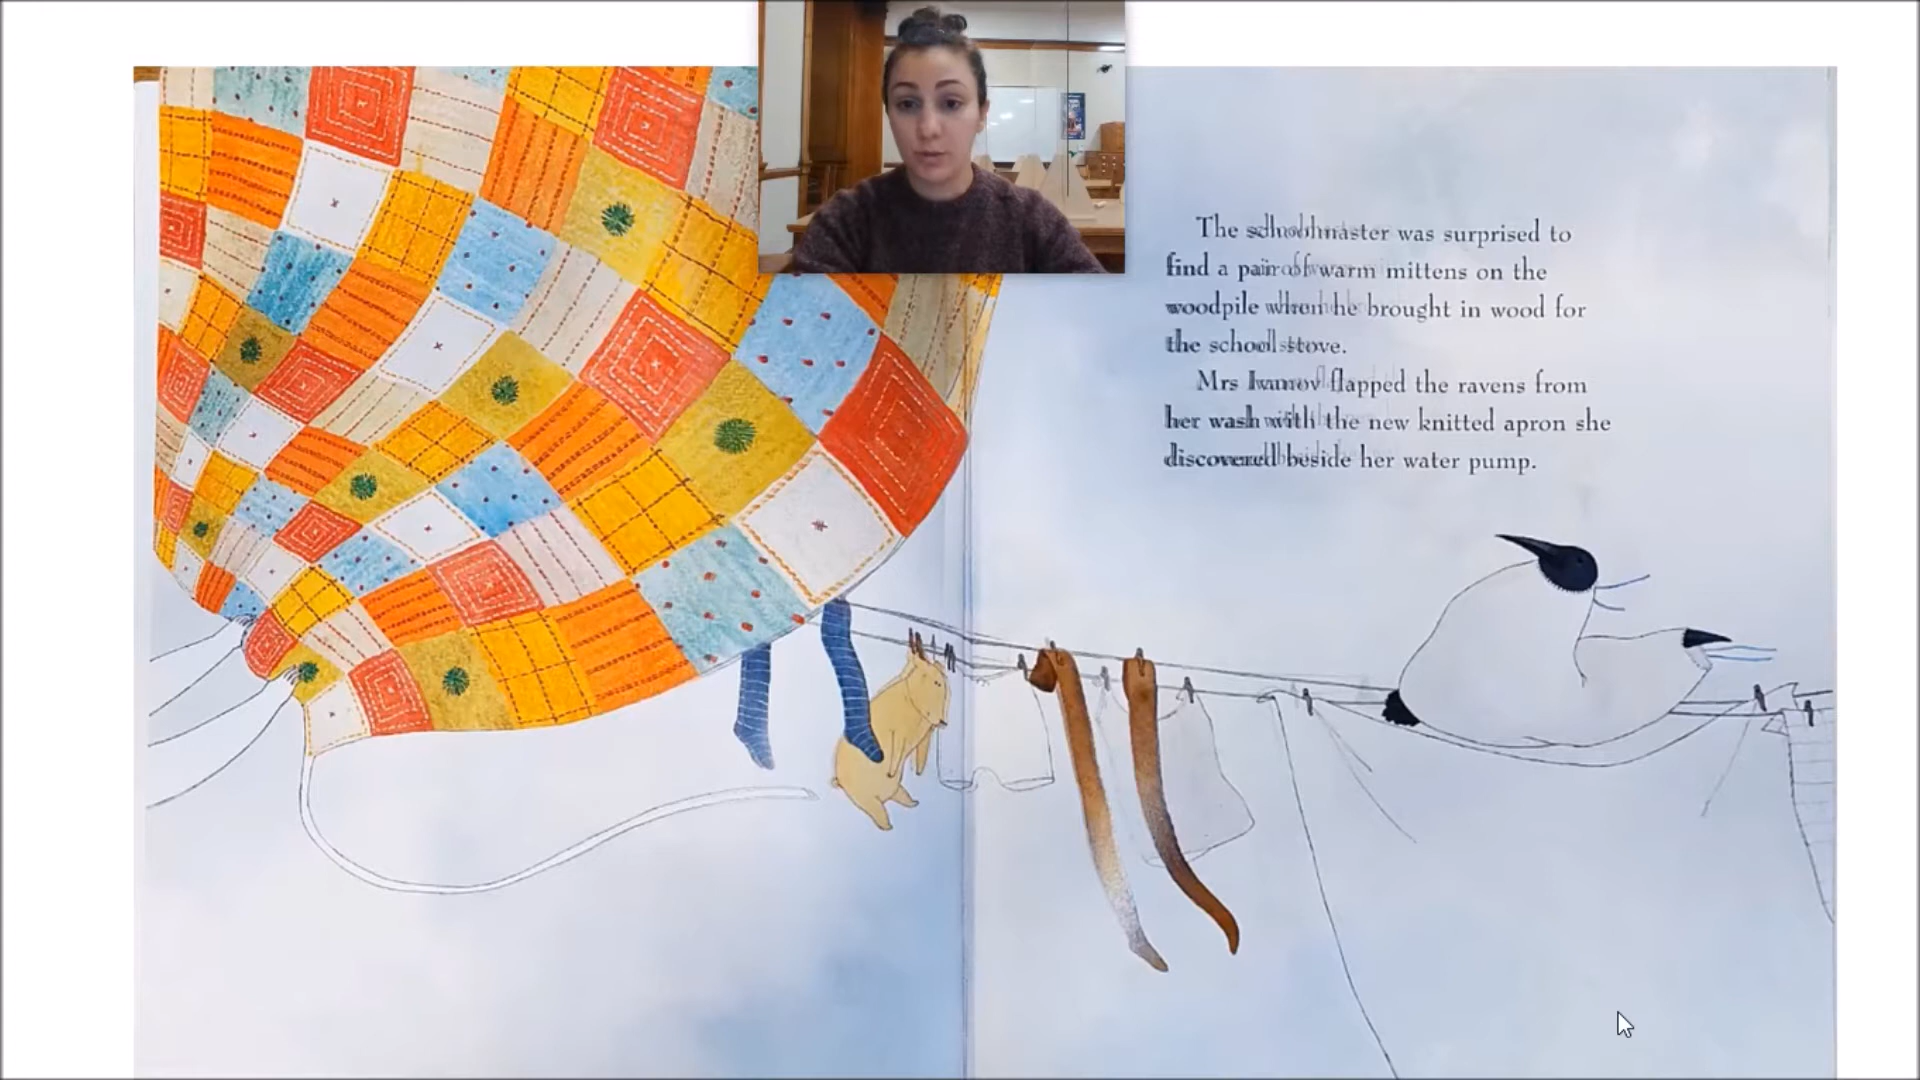 The schoolmaster was surprised to
find a pair of warm mittens on the
woodpile when he brought in wood for
the school stove.
Mrs Ivanov flapped the ravens from
her wash with the new knitted apron she
discovered beside her water pump.